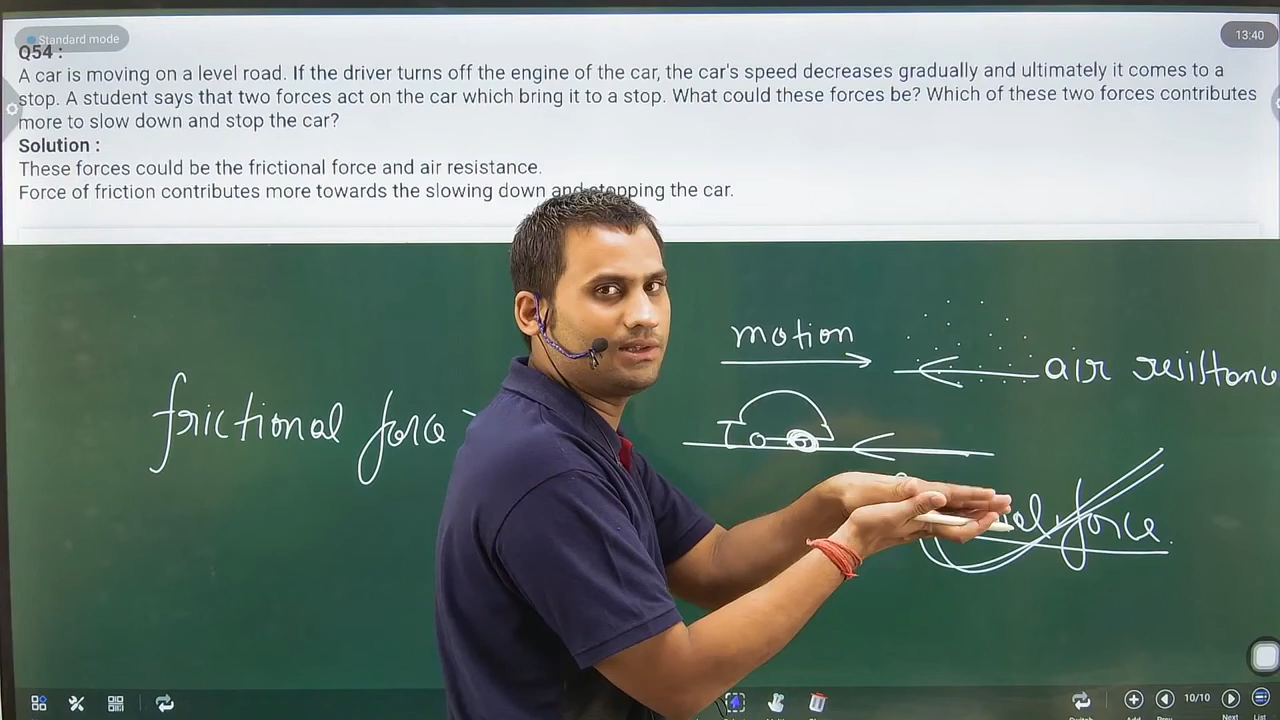 Standard mode
13:40
Q54 :
A car is moving on a level road. If the driver turns off the engine of the car, the car's speed decreases gradually and ultimately it comes to a
stop. A student says that two forces act on the car which bring it to a stop. What could these forces be? Which of these two forces contributes
more to slow down and stop the car?
Solution :
These forces could be the frictional force and air resistance.
Force of friction contributes more towards the slowing down and stopping the car.
motion
air resistance
frictional force
force.
10/10
Next
List